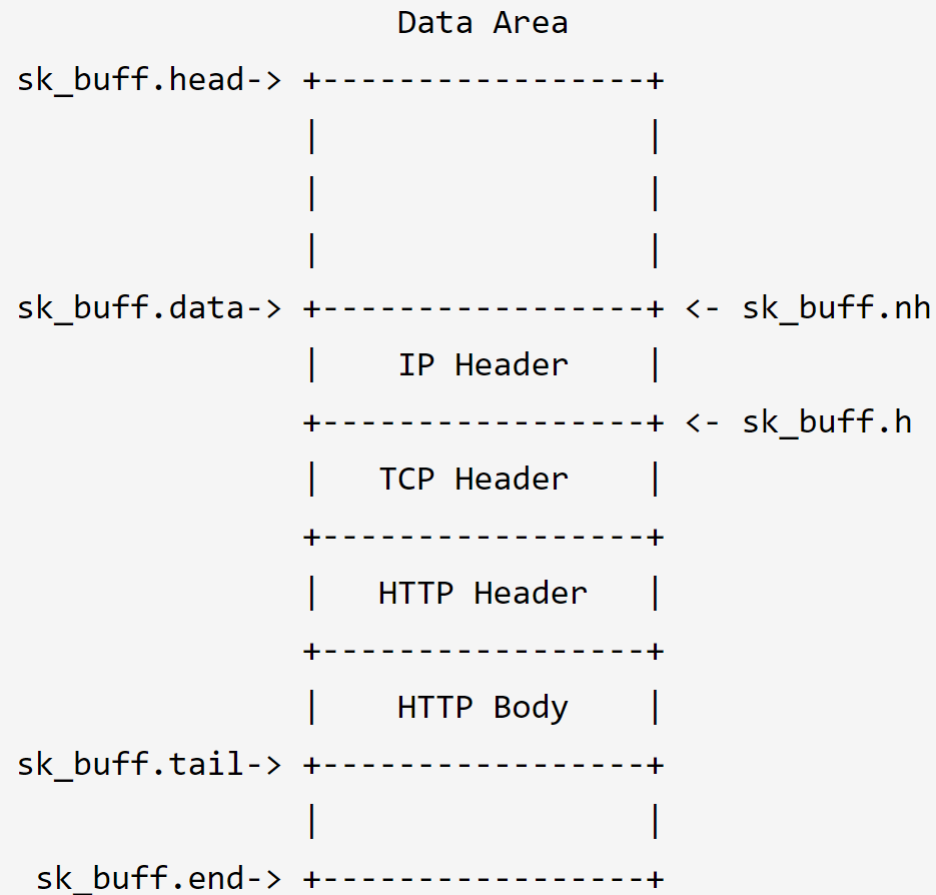 Data Area
sk_buff.head-> +------------------+
               |                  |
               |                  |
               |                  |
sk_buff.data-> +------------------+ <- sk_buff.nh
               |    IP Header     |
               +------------------+ <- sk_buff.h
               |   TCP Header     |
               +------------------+
               |   HTTP Header    |
               +------------------+
               |    HTTP Body     |
sk_buff.tail-> +------------------+
               |                  |
 sk_buff.end-> +------------------+